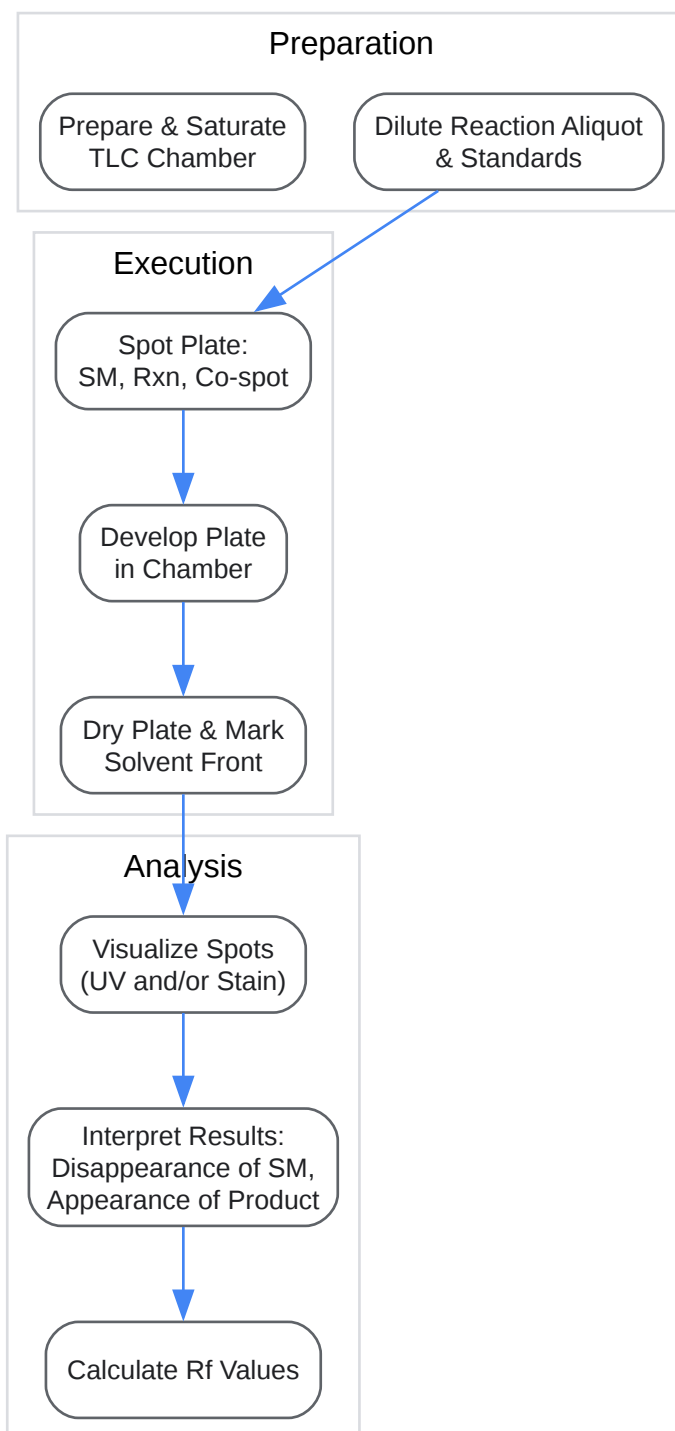 Preparation
Prepare & Saturate
TLC Chamber
Dilute Reaction Aliquot
& Standards
Execution
Spot Plate:
SM, Rxn, Co-spot
Develop Plate
in Chamber
Dry Plate & Mark
Solvent Front
Analysis
Visualize Spots
(UV and/or Stain)
Interpret Results:
Disappearance of SM,
Appearance of Product
Calculate Rf Values